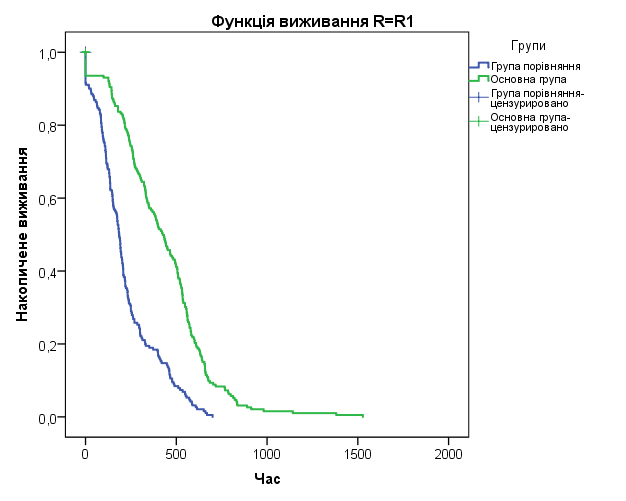 Функція виживання R=R1
Групи
Група порівняння
Основна група
Група порівняння-
цензурировано
Основна група-
цензурировано
Накопичене виживання
1,0
0,8
0,6
0,4
0,2
0,0
0
500
1000
1500
2000
Час